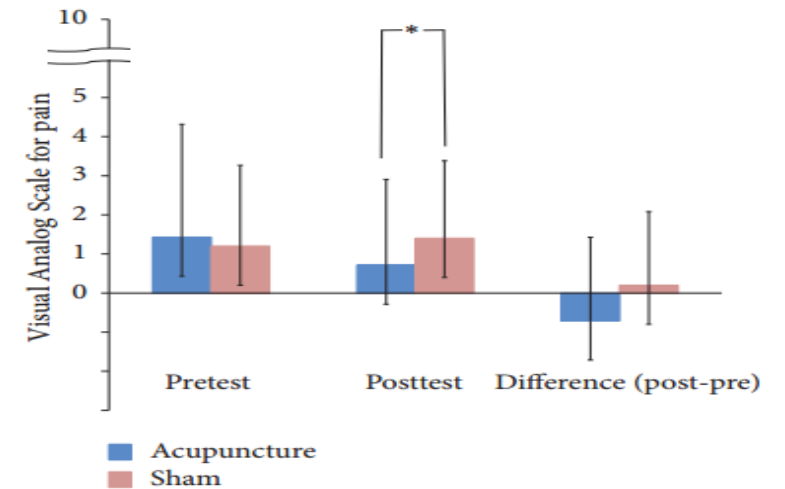 Visual Analog Scale for pain
10
5
4
3
2
1
0
*
Pretest
Posttest
Difference (post-pre)
Acupuncture
Sham